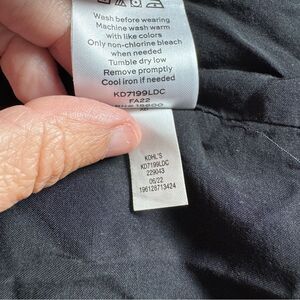 Wash before wearing
Machine wash warm
with like colors
Only non-chlorine bleach
when needed
Tumble dry low
Remove promptly
Cool iron if needed
KD7199LDC
FA22
KOHL'S
KD7199LDC
229043
06/22
196128713424